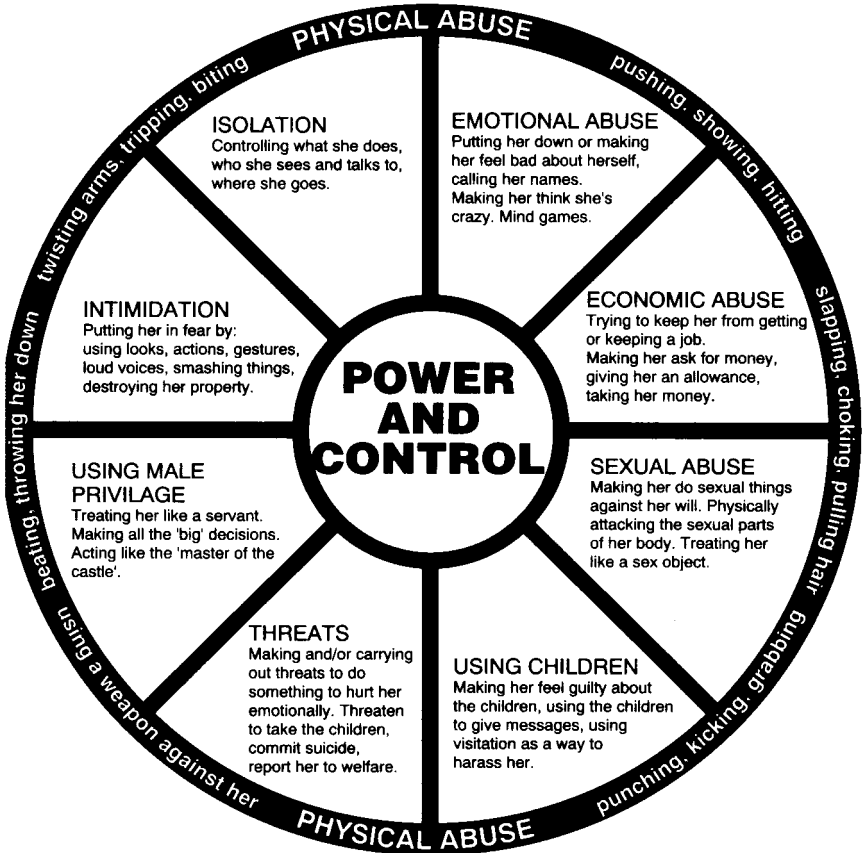 PHYSICAL ABUSE
pushing, showing, hitting
slapping, choking, pulling hair
punching, kicking, grabbing
PHYSICAL ABUSE
using a weapon against her
beating, throwing her down
twisting arms, tripping, biting
POWER
AND
CONTROL
ISOLATION
Controlling what she does,
who she sees and talks to,
where she goes.
EMOTIONAL ABUSE
Putting her down or making
her feel bad about herself,
calling her names.
Making her think she's
crazy. Mind games.
ECONOMIC ABUSE
Trying to keep her from getting
or keeping a job.
Making her ask for money,
giving her an allowance,
taking her money.
SEXUAL ABUSE
Making her do sexual things
against her will. Physically
attacking the sexual parts
of her body. Treating her
like a sex object.
USING CHILDREN
Making her feel guilty about
the children, using the children
to give messages, using
visitation as a way to
harass her.
THREATS
Making and/or carrying
out threats to do
something to hurt her
emotionally. Threaten
to take the children,
commit suicide,
report her to welfare.
USING MALE
PRIVILAGE
Treating her like a servant.
Making all the 'big' decisions.
Acting like the 'master of the
castle'.
INTIMIDATION
Putting her in fear by:
using looks, actions, gestures,
loud voices, smashing things,
destroying her property.